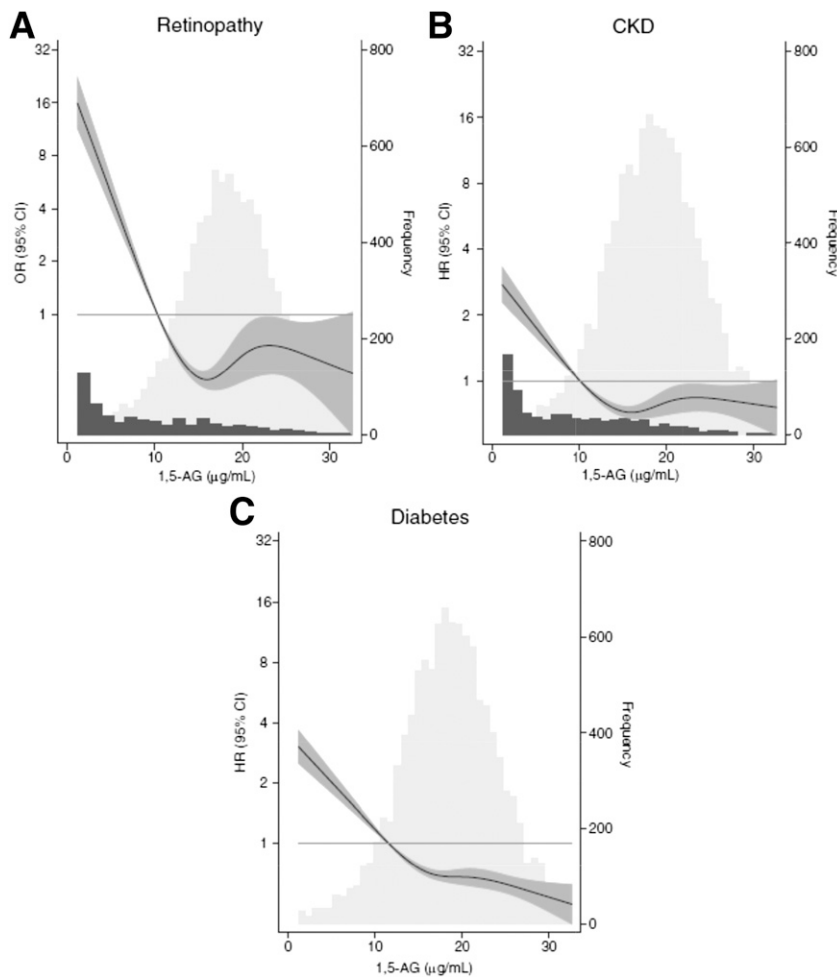 A
Retinopathy
32
16
8
4
2
1
OR (95% CI)
800
600
400
200
0
Frequency
0 10 20 30
1,5-AG (μg/mL)
B
CKD
32
16
8
4
2
1
HR (95% CI)
800
600
400
200
0
Frequency
0 10 20 30
1,5-AG (μg/mL)
C
Diabetes
32
16
8
4
2
1
HR (95% CI)
800
600
400
200
0
Frequency
0 10 20 30
1,5-AG (μg/mL)